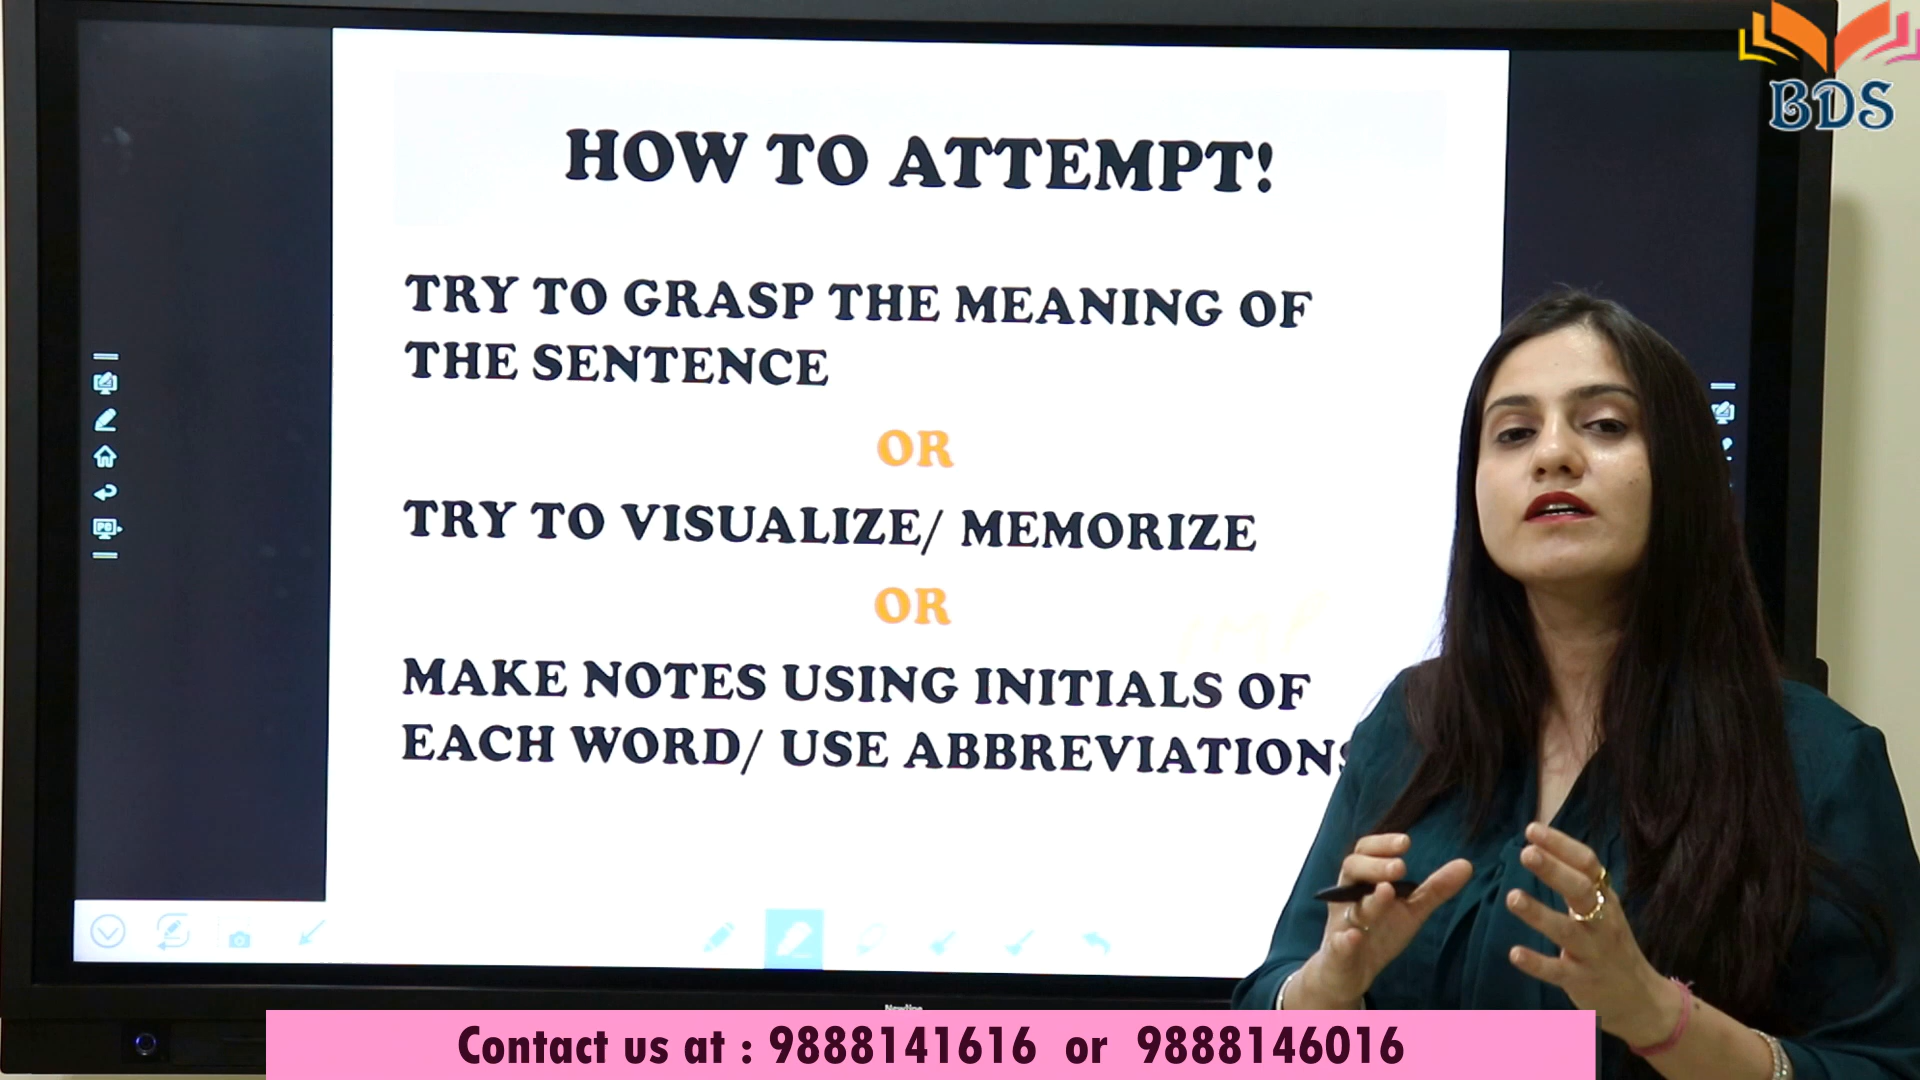 BDS
HOW TO ATTEMPT!
TRY TO GRASP THE MEANING OF
THE SENTENCE
OR
TRY TO VISUALIZE/ MEMORIZE
OR
MAKE NOTES USING INITIALS OF
EACH WORD/ USE ABBREVIATIONS
Newline
Contact us at : 9888141616 or 9888146016